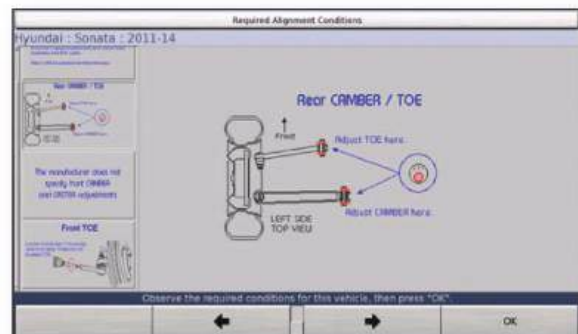 Required Alignment Conditions
Hyundai : Sonata : 2011-14
Rear CAMBER / TOE
The manufacturer does not
specify front CAMBER
and CASTER adjustments
Front TOE
Rear CAMBER / TOE
Front
Adjust TOE here.
Adjust CAMBER here.
LEFT SIDE
TOP VIEW
Observe the required conditions for this vehicle, then press "OK".
OK